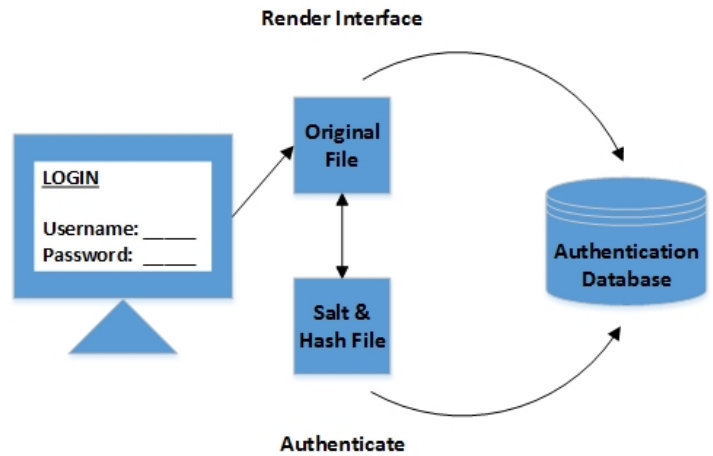 Render Interface
Original
File
LOGIN
Username: _____
Password: _____
Authentication
Database
Salt &
Hash File
Authenticate